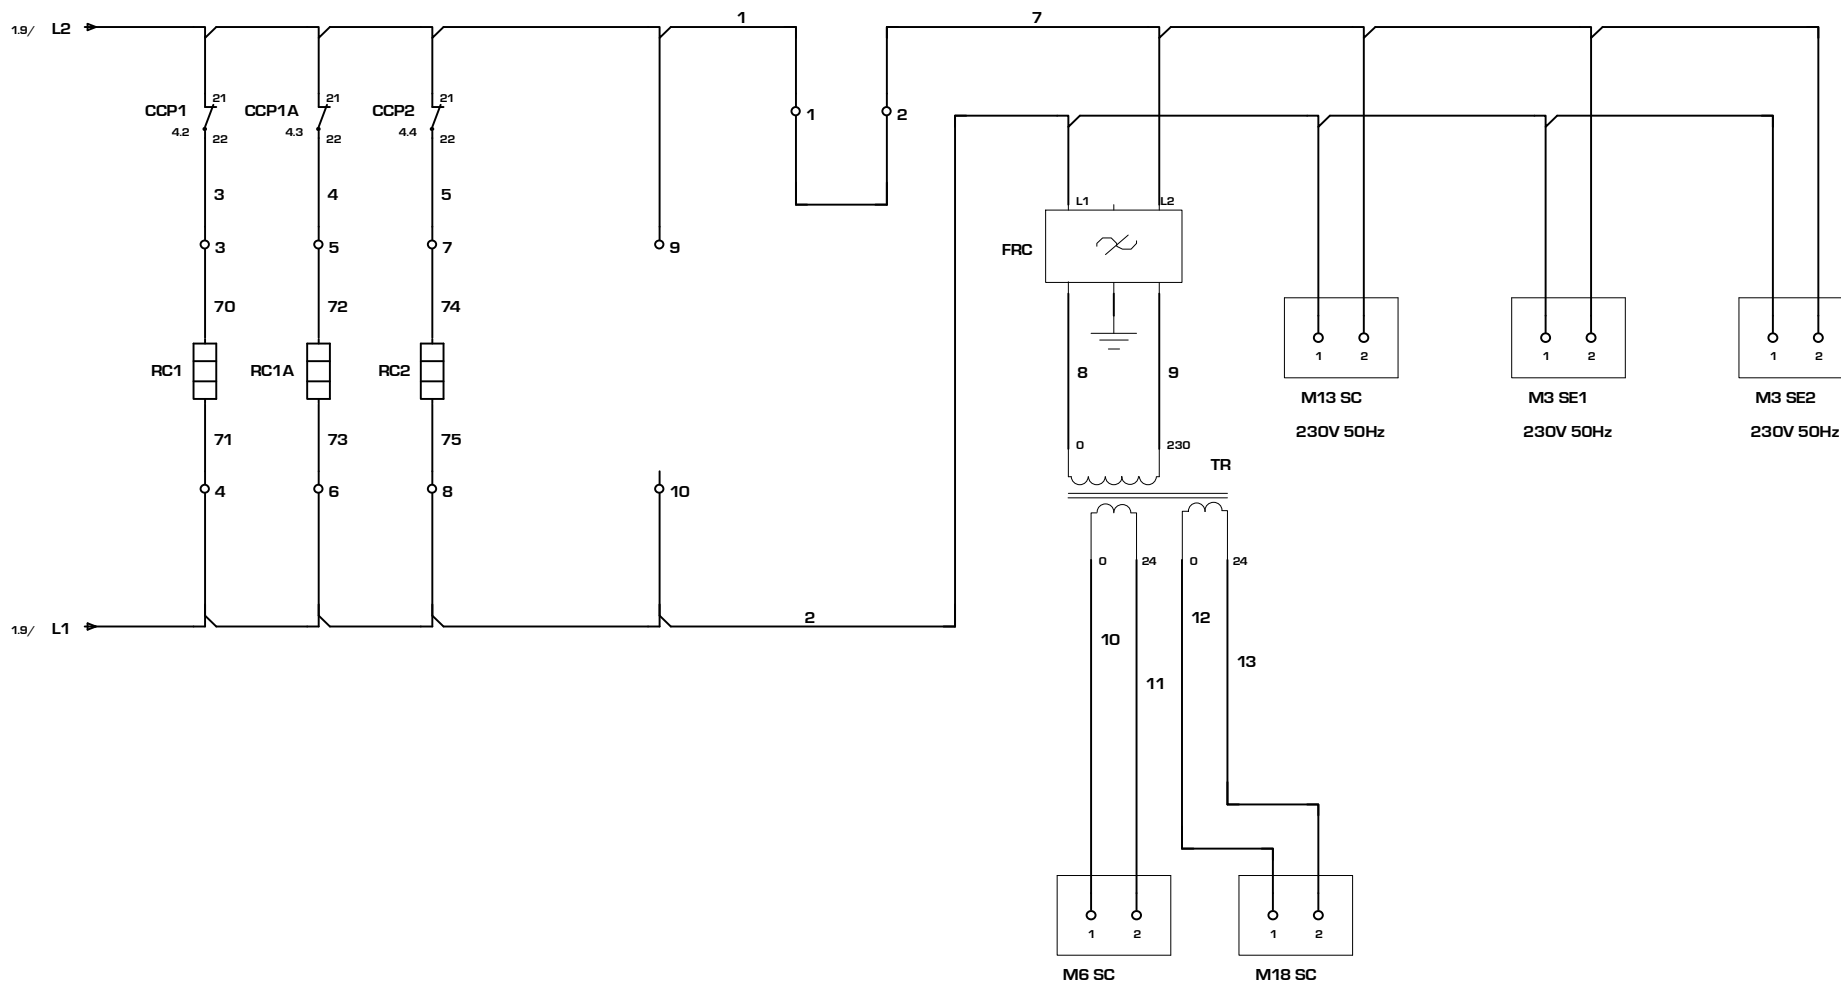 1 7
1.9/ L2
CCP1 21 CCP1A 21 CCP2 21 1 2
4.2 22 4.3 22 4.4 22
3 4 5
L1 L2
3 5 7 9 FRC
70 72 74
1 2 1 2 1 2
RC1 RC1A RC2 8 9
M13 SC M3 SE1 M3 SE2
230V 50Hz 230V 50Hz 230V 50Hz
71 73 75 0 230
TR
4 6 8 10
0 24 0 24
1.9/ L1 2 12
10
13
11
1 2 1 2
M6 SC M18 SC